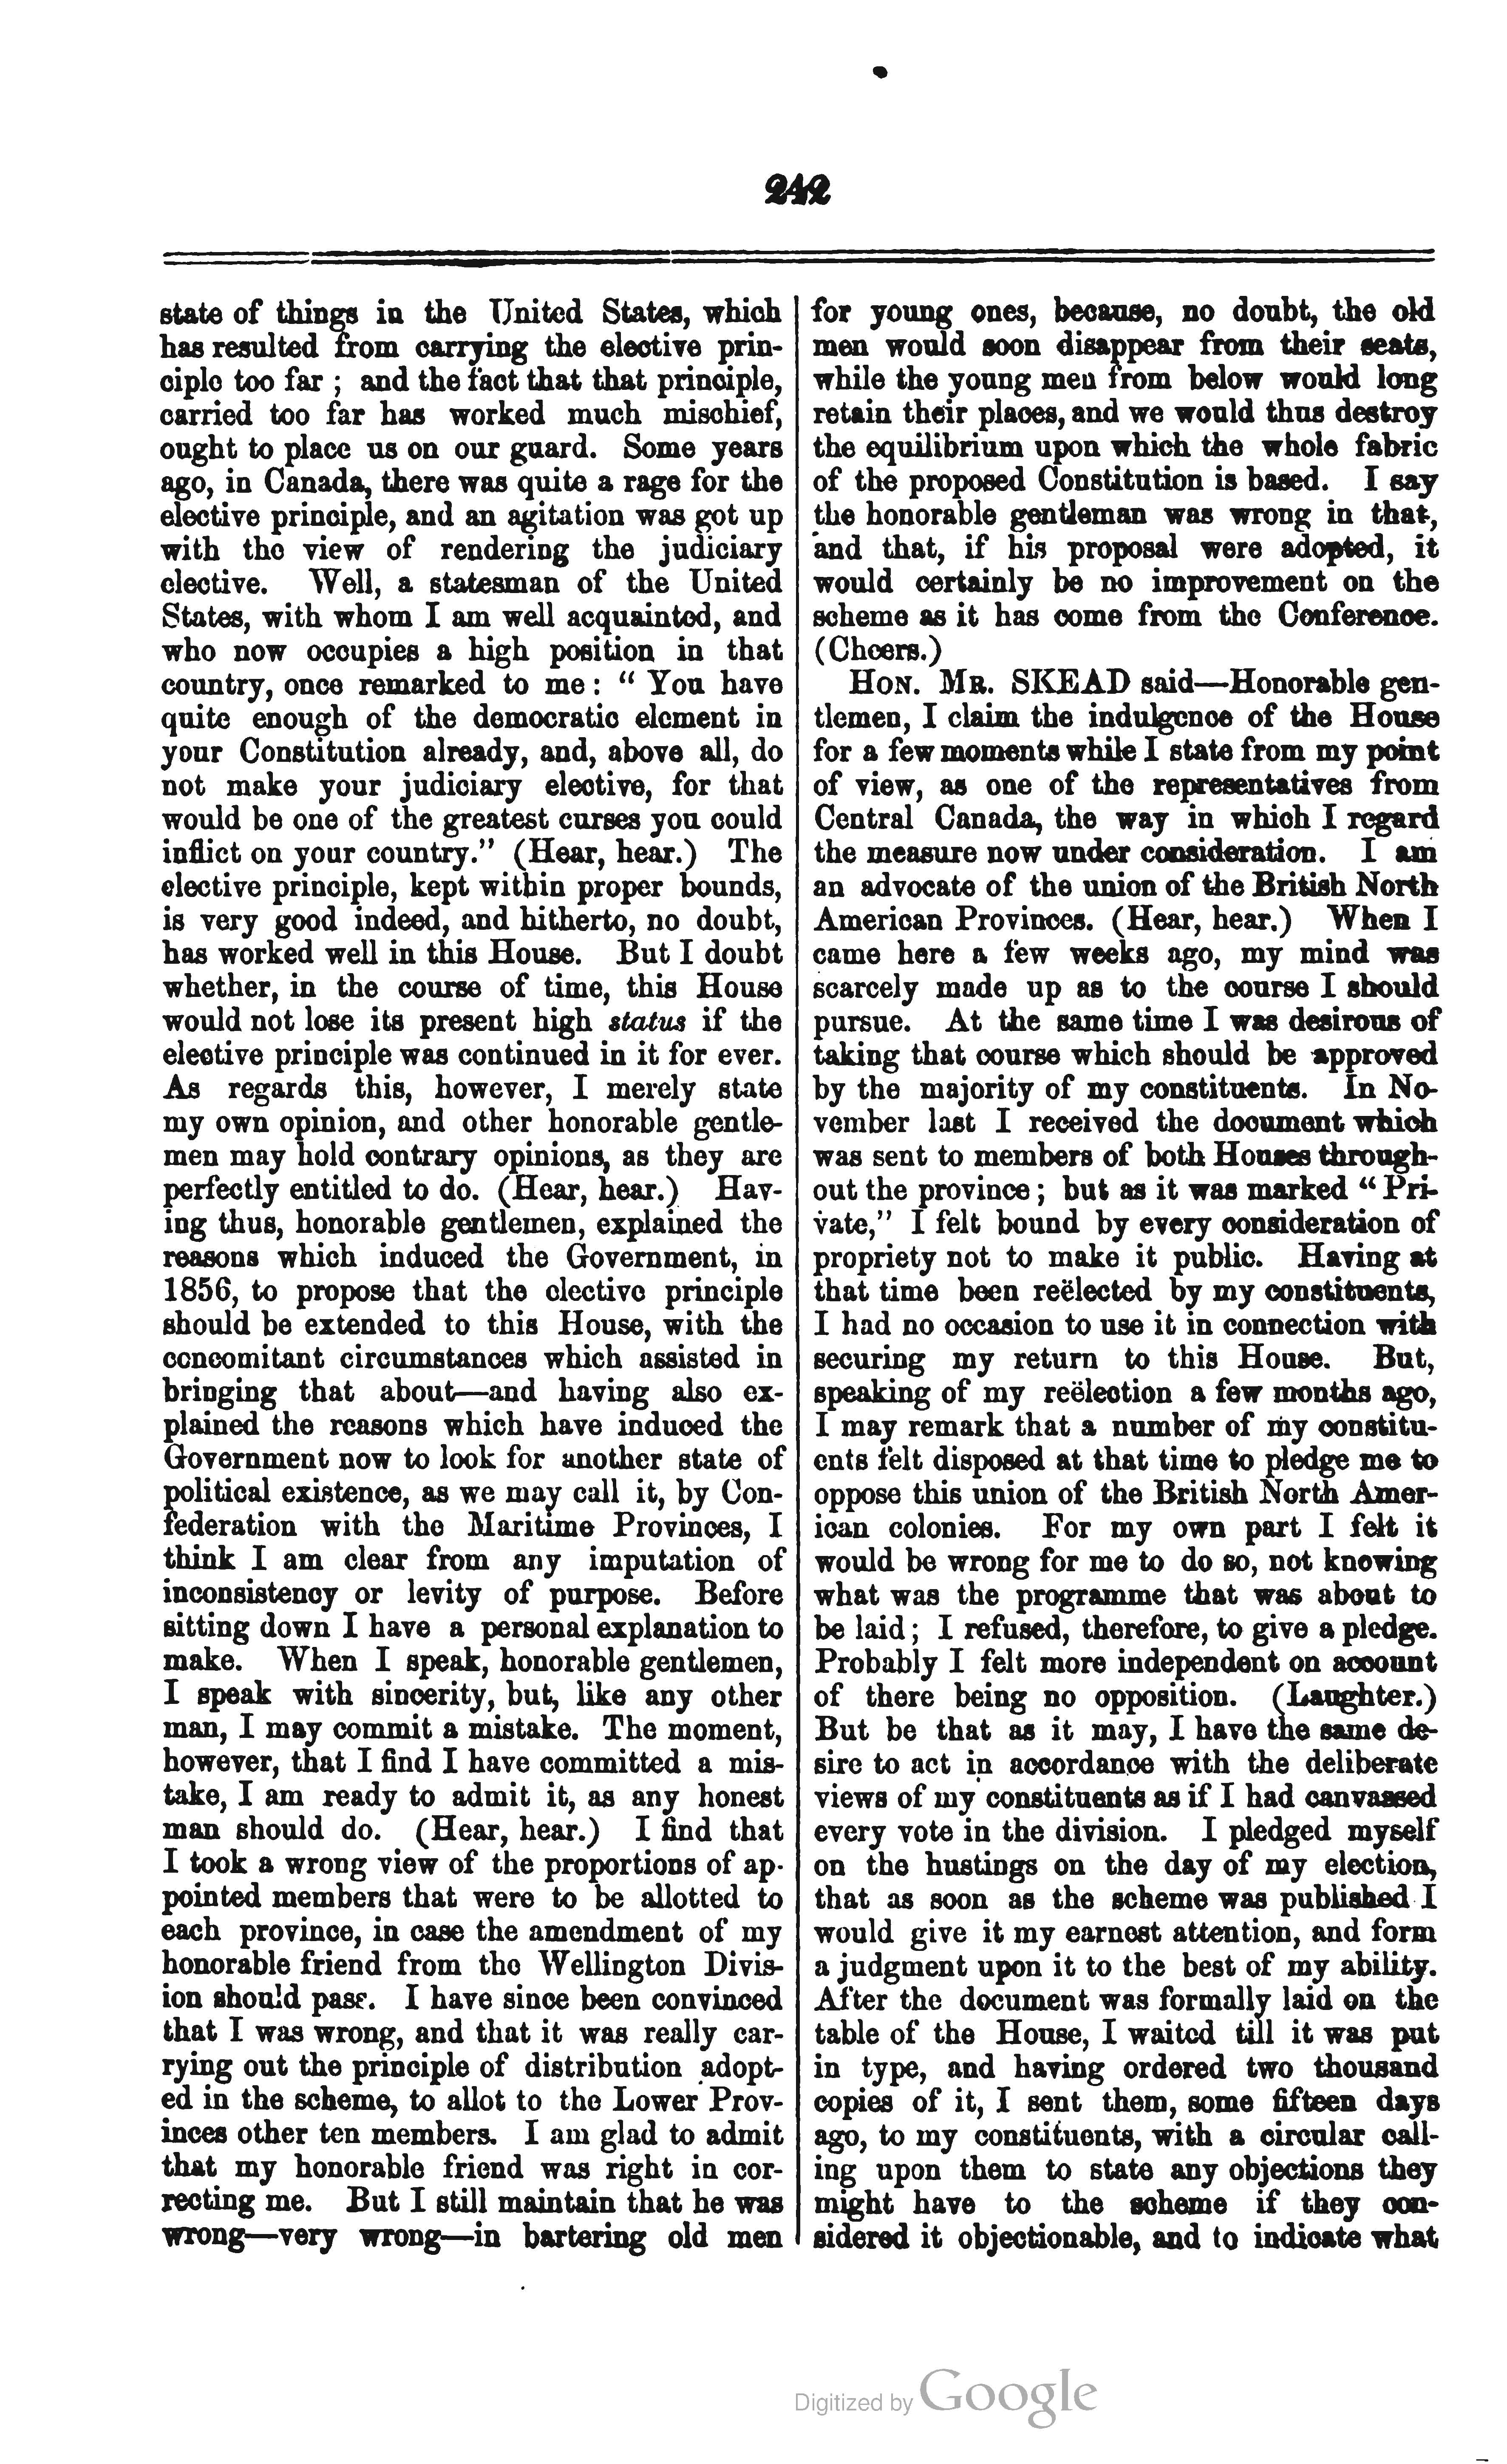 242
state of things in the United States, which
has resulted from carrying the elective prin-
ciple too far ; and the fact that that principle,
carried too far has worked much mischief,
ought to place us on our guard. Some years
ago, in Canada, there was quite a rage for the
elective principle, and an agitation was got up
with the view of rendering the judiciary
elective. Well, a statesman of the United
States, with whom I am well acquainted, and
who now occupies a high position in that
country, once remarked to me : “ You have
quite enough of the democratic element in
your Constitution already, and, above all, do
not make your judiciary elective, for that
would be one of the greatest curses you could
inflict on your country.” (Hear, hear.) The
elective principle, kept within proper bounds,
is very good indeed, and hitherto, no doubt,
has worked well in this House. But I doubt
whether, in the course of time, this House
would not lose its present high status if the
elective principle was continued in it for ever.
As regards this, however, I merely state
my own opinion, and other honorable gentle-
men may hold contrary opinions, as they are
perfectly entitled to do. (Hear, hear.) Hav-
ing thus, honorable gentlemen, explained the
reasons which induced the Government, in
1856, to propose that the elective principle
should be extended to this House, with the
concomitant circumstances which assisted in
bringing that about—and having also ex-
plained the reasons which have induced the
Government now to look for another state of
political existence, as we may call it, by Con-
federation with the Maritime Provinces, I
think I am clear from any imputation of
inconsistency or levity of purpose. Before
sitting down I have a personal explanation to
make. When I speak, honorable gentlemen,
I speak with sincerity, but, like any other
man, I may commit a mistake. The moment,
however, that I find I have committed a mis-
take, I am ready to admit it, as any honest
man should do. (Hear, hear.) I find that
I took a wrong view of the proportions of ap-
pointed members that were to be allotted to
each province, in case the amendment of my
honorable friend from the Wellington Divis-
ion should pass. I have since been convinced
that I was wrong, and that it was really car-
rying out the principle of distribution adopt-
ed in the scheme, to allot to the Lower Prov-
inces other ten members. I am glad to admit
that my honorable friend was right in cor-
recting me. But I still maintain that he was
wrong—very wrong—in bartering old men
for young ones, because, no doubt, the old
men would soon disappear from their seats,
while the young men from below would long
retain their places, and we would thus destroy
the equilibrium upon which the whole fabric
of the proposed Constitution is based. I say
the honorable gentleman was wrong in that,
and that, if his proposal were adopted, it
would certainly be no improvement on the
scheme as it has come from the Conference.
(Cheers.)
HON. MR. SKEAD said—Honorable gen-
tlemen, I claim the indulgence of the House
for a few moments while I state from my point
of view, as one of the representatives from
Central Canada, the way in which I regard
the measure now under consideration. I am
an advocate of the union of the British North
American Provinces. (Hear, hear.) When I
came here a few weeks ago, my mind was
scarcely made up as to the course I should
pursue. At the same time I was desirous of
taking that course which should be approved
by the majority of my constituents. In No-
vember last I received the document which
was sent to members of both Houses through-
out the province ; but as it was marked “ Pri-
vate,” I felt bound by every consideration of
propriety not to make it public. Having at
that time been reëlected by my constituents,
I had no occasion to use it in connection with
securing my return to this House. But,
speaking of my reëlection a few months ago,
I may remark that a number of my constitu-
ents felt disposed at that time to pledge me to
oppose this union of the British North Amer-
ican colonies. For my own part I felt it
would be wrong for me to do so, not knowing
what was the programme that was about to
be laid ; I refused, therefore, to give a pledge.
Probably I felt more independent on account
of there being no opposition. (Laughter.)
But be that as it may, I have the same de-
sire to act in accordance with the deliberate
views of my constituents as if I had canvassed
every vote in the division. I pledged myself
on the hustings on the day of my election,
that as soon as the scheme was published I
would give it my earnest attention, and form
a judgment upon it to the best of my ability.
After the document was formally laid on the
table of the House, I waited till it was put
in type, and having ordered two thousand
copies of it, I sent them, some fifteen days
ago, to my constituents, with a circular call-
ing upon them to state any objections they
might have to the scheme if they con-
sidered it objectionable, and to indicate what
Digitized by Google